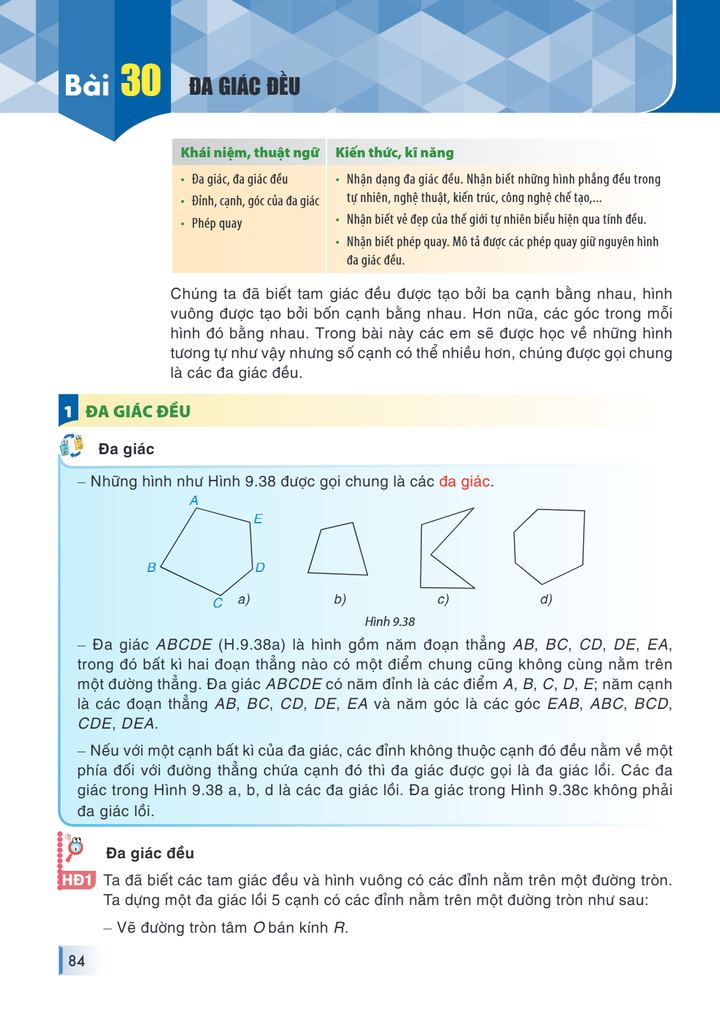 Bài 30 ĐA GIÁC ĐỀU
Khái niệm, thuật ngữ
• Đa giác, đa giác đều
• Đỉnh, cạnh, góc của đa giác
• Phép quay
Kiến thức, kĩ năng
• Nhận dạng đa giác đều. Nhận biết những hình phẳng đều trong
tự nhiên, nghệ thuật, kiến trúc, công nghệ chế tạo,...
• Nhận biết vẻ đẹp của thế giới tự nhiên biểu hiện qua tính đều.
• Nhận biết phép quay. Mô tả được các phép quay giữ nguyên hình
đa giác đều.
Chúng ta đã biết tam giác đều được tạo bởi ba cạnh bằng nhau, hình
vuông được tạo bởi bốn cạnh bằng nhau. Hơn nữa, các góc trong mỗi
hình đó bằng nhau. Trong bài này các em sẽ được học về những hình
tương tự như vậy nhưng số cạnh có thể nhiều hơn, chúng được gọi chung
là các đa giác đều.
1 ĐA GIÁC ĐỀU
Đa giác
– Những hình như Hình 9.38 được gọi chung là các đa giác.
A
E
B
D
C
a)
b)
c)
d)
Hình 9.38
– Đa giác ABCDE (H.9.38a) là hình gồm năm đoạn thẳng AB, BC, CD, DE, EA,
trong đó bất kì hai đoạn thẳng nào có một điểm chung cũng không cùng nằm trên
một đường thẳng. Đa giác ABCDE có năm đỉnh là các điểm A, B, C, D, E; năm cạnh
là các đoạn thẳng AB, BC, CD, DE, EA và năm góc là các góc EAB, ABC, BCD,
CDE, DEA.
– Nếu với một cạnh bất kì của đa giác, các đỉnh không thuộc cạnh đó đều nằm về một
phía đối với đường thẳng chứa cạnh đó thì đa giác được gọi là đa giác lồi. Các đa
giác trong Hình 9.38 a, b, d là các đa giác lồi. Đa giác trong Hình 9.38c không phải
đa giác lồi.
Đa giác đều
HĐ1 Ta đã biết các tam giác đều và hình vuông có các đỉnh nằm trên một đường tròn.
Ta dựng một đa giác lồi 5 cạnh có các đỉnh nằm trên một đường tròn như sau:
– Vẽ đường tròn tâm O bán kính R.
84